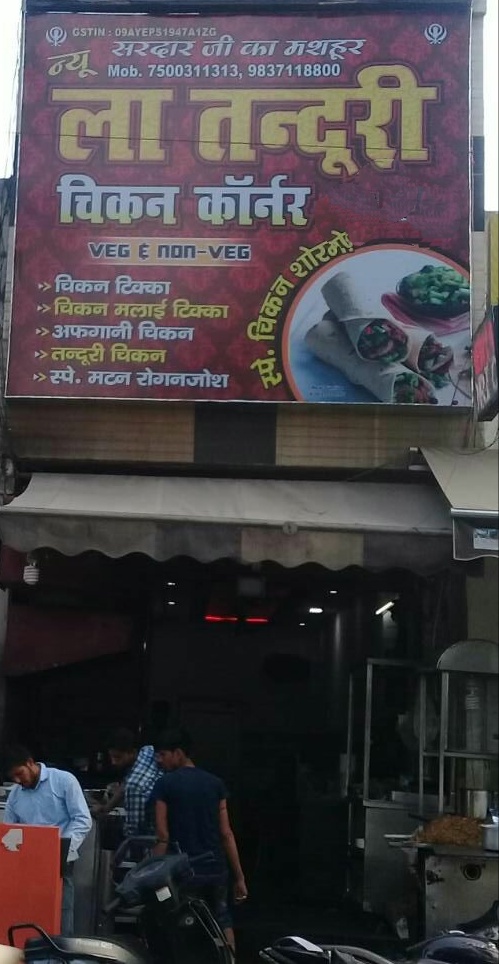 GSTIN : 09AYEPS1947A1ZG
न्यू सरदार जी का मशहूर
Mob. 7500311313, 9837118800
ला तन्दूरी
चिकन कॉर्नर
VEG & NON-VEG
>> चिकन टिक्का
>> चिकन मलाई टिक्का
>> अफगानी चिकन
>> तन्दूरी चिकन
>> स्पे. मटन रोगनजोश
स्पे. चिकन शोरमो